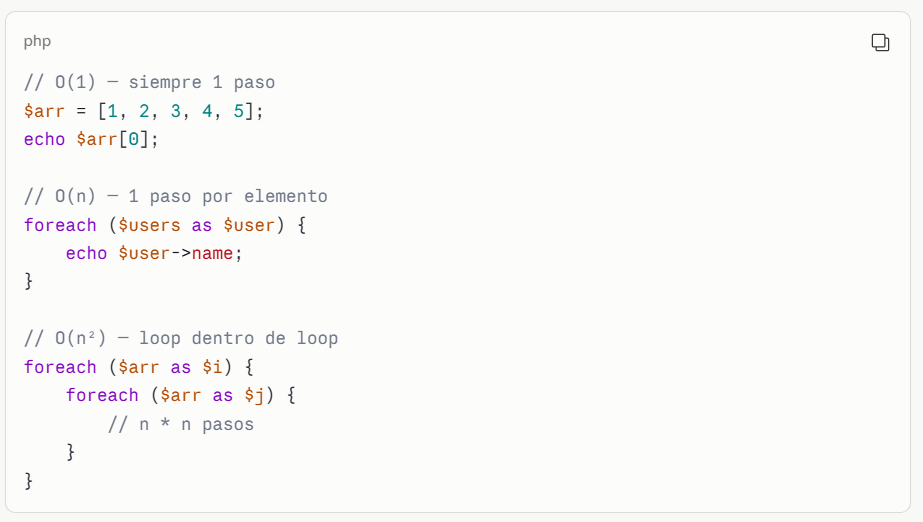 php
// O(1) — siempre 1 paso
$arr = [1, 2, 3, 4, 5];
echo $arr[0];
// O(n) — 1 paso por elemento
foreach ($users as $user) {
    echo $user->name;
}
// O(n²) — loop dentro de loop
foreach ($arr as $i) {
    foreach ($arr as $j) {
        // n * n pasos
    }
}